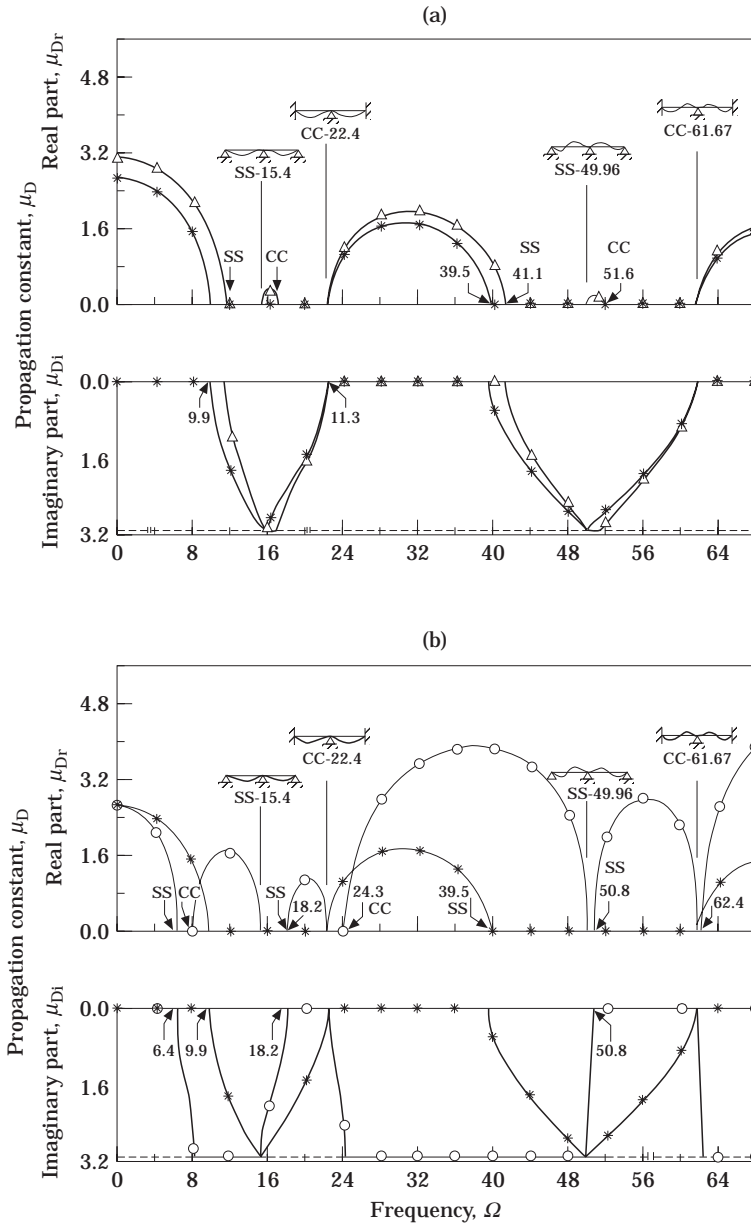 (a)
4.8
3.2
1.6
0.0
Real part, μDr
CC-22.4
SS-15.4
CC-61.67
SS-49.96
SS
CC
SS
39.5
41.1
CC
51.6
Propagation constant, μD
0.0
1.6
3.2
Imaginary part, μDi
9.9
11.3
0 8 16 24 32 40 48 56 64
(b)
4.8
3.2
1.6
0.0
Real part, μDr
CC-22.4
SS-15.4
CC-61.67
SS-49.96
SS
CC
SS
18.2
24.3
CC
39.5
SS
SS
50.8
62.4
Propagation constant, μD
0.0
1.6
3.2
Imaginary part, μDi
6.4
9.9
18.2
50.8
0 8 16 24 32 40 48 56 64
Frequency, Ω